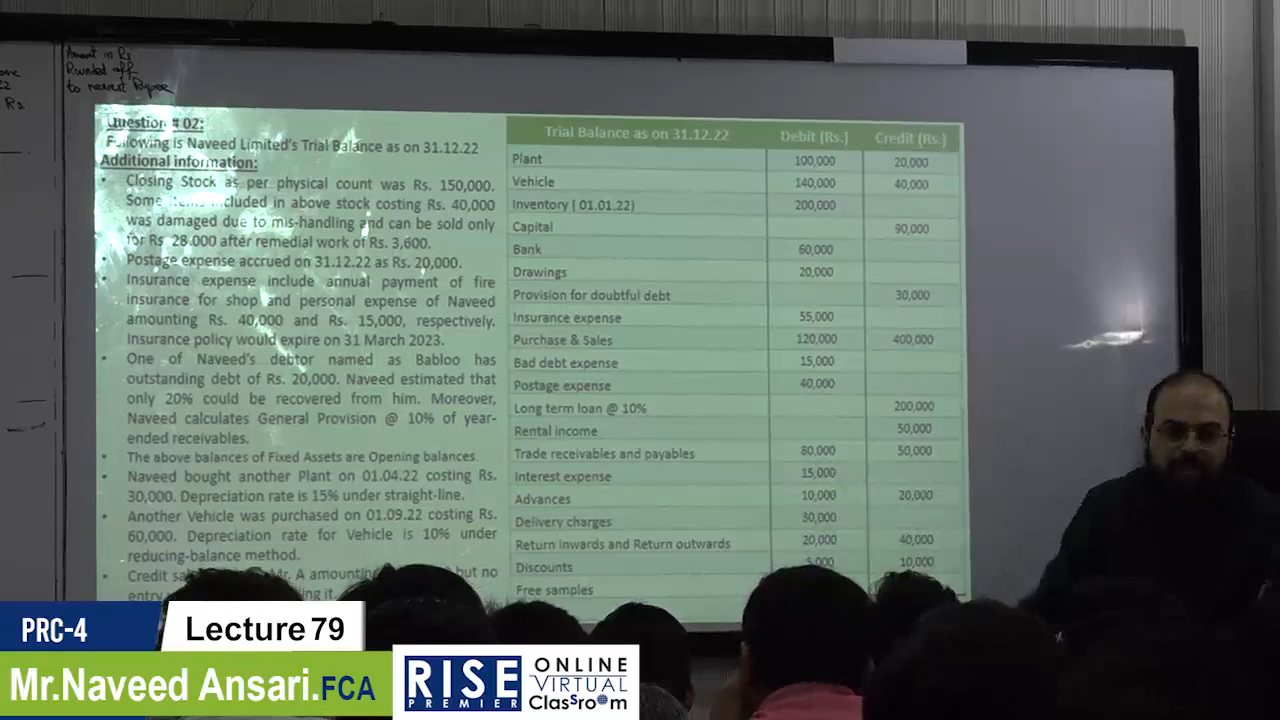 Amount in Rs
Rounded off
to nearest Rupee
22
Rs
Question # 02:
Following is Naveed Limited's Trial Balance as on 31.12.22
Additional information:
• Closing Stock as per physical count was Rs. 150,000.
Some included in above stock costing Rs. 40,000
was damaged due to mis-handling and can be sold only
for Rs. 28.000 after remedial work of Rs. 3,600.
• Postage expense accrued on 31.12.22 as Rs. 20,000.
• Insurance expense include annual payment of fire
insurance for shop and personal expense of Naveed
amounting Rs. 40,000 and Rs. 15,000, respectively.
Insurance policy would expire on 31 March 2023.
• One of Naveed's debtor named as Babloo has
outstanding debt of Rs. 20,000. Naveed estimated that
only 20% could be recovered from him. Moreover,
Naveed calculates General Provision @ 10% of year-
ended receivables.
• The above balances of Fixed Assets are Opening balances.
• Naveed bought another Plant on 01.04.22 costing Rs.
30,000. Depreciation rate is 15% under straight-line.
• Another Vehicle was purchased on 01.09.22 costing Rs.
60,000. Depreciation rate for Vehicle is 10% under
reducing-balance method.
• Credit Mr. A but no
Trial Balance as on 31.12.22 Debit (Rs.) Credit (Rs.)
Plant 100,000 20,000
Vehicle 140,000 40,000
Inventory ( 01.01.22) 200,000
Capital 90,000
Bank 60,000
Drawings 20,000
Provision for doubtful debt 30,000
Insurance expense 55,000
Purchase & Sales 120,000 400,000
Bad debt expense 15,000
Postage expense 40,000
Long term loan @ 10% 200,000
Rental income 50,000
Trade receivables and payables 80,000 50,000
Interest expense 15,000
Advances 10,000 20,000
Delivery charges 30,000
Return inwards and Return outwards 20,000 40,000
Discounts 5,000 10,000
Free samples
PRC-4
Lecture 79
Mr.Naveed Ansari.FCA
RISE
PREMIER
ONLINE
VIRTUAL
ClasSroom